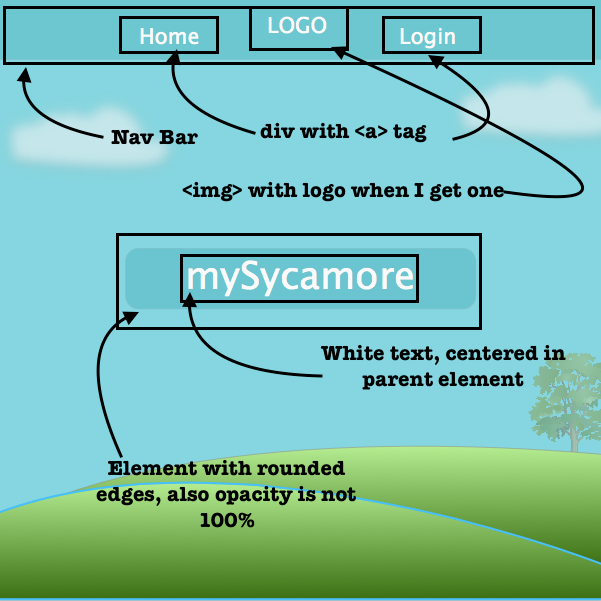 Home
LOGO
Login
Nav Bar
div with <a> tag
<img> with logo when I get one
mySycamore
White text, centered in
parent element
Element with rounded
edges, also opacity is not
100%